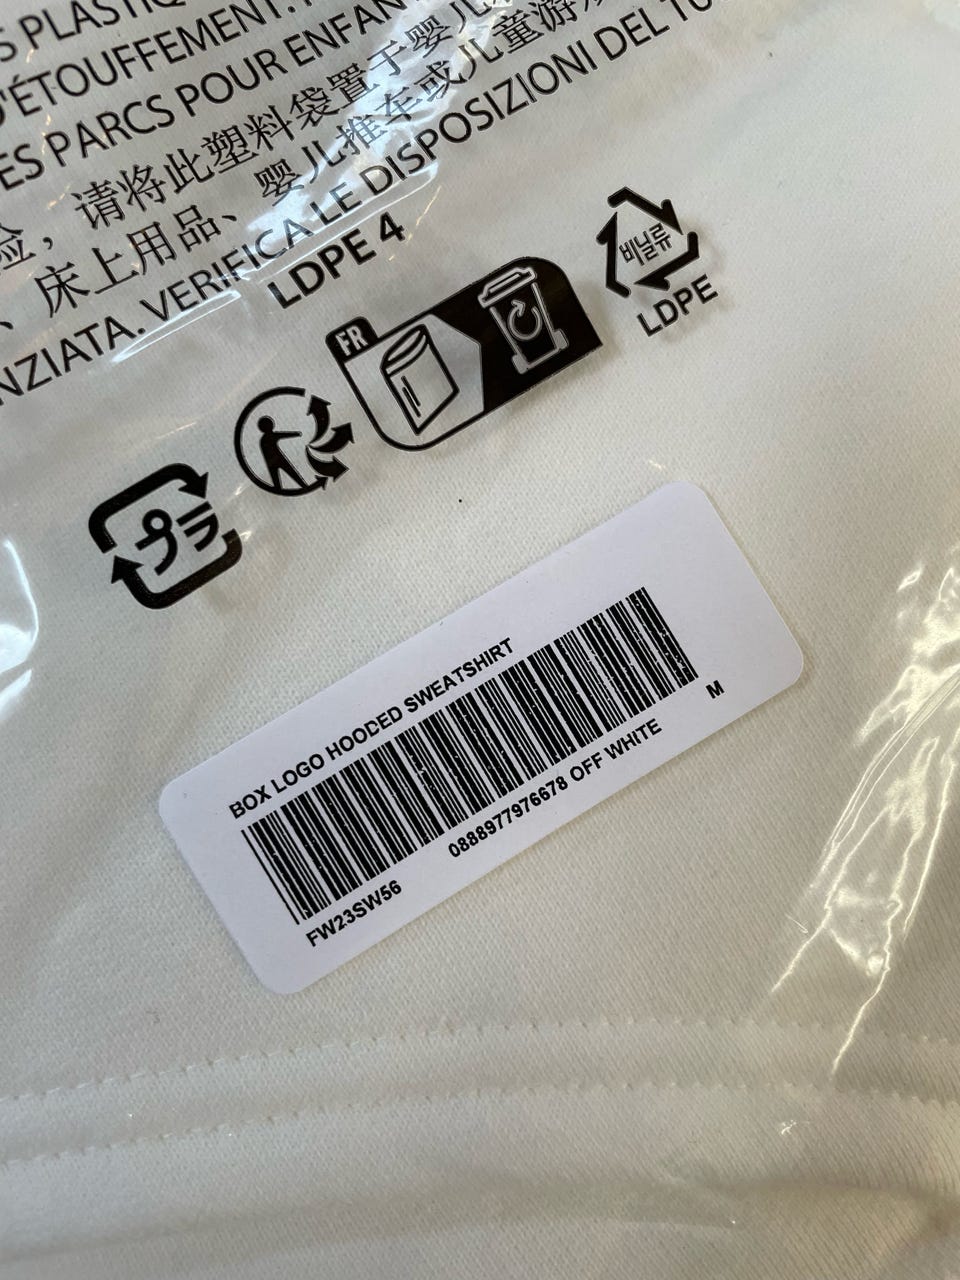 PLASTIQ
D'ÉTOUFFEMENT.
ES PARCS POUR ENFAN
险，请将此塑料袋置于婴儿
、床上用品、婴儿推车或儿童游
NZIATA. VERIFICA LE DISPOSIZIONI DEL TU
LDPE 4
비닐류
LDPE
FR
プラ
BOX LOGO HOODED SWEATSHIRT
M
0888977976678 OFF WHITE
FW23SW56